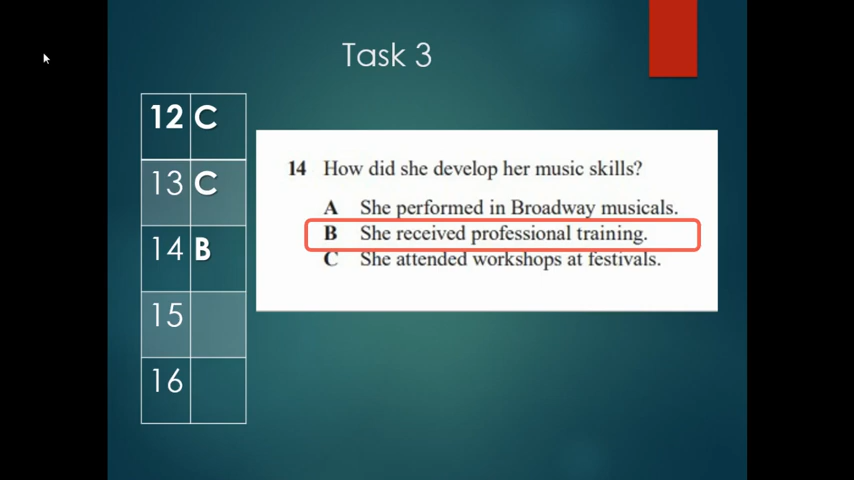 Task 3
12 C
13 C
14 B
15
16
14 How did she develop her music skills?
A She performed in Broadway musicals.
B She received professional training.
C She attended workshops at festivals.